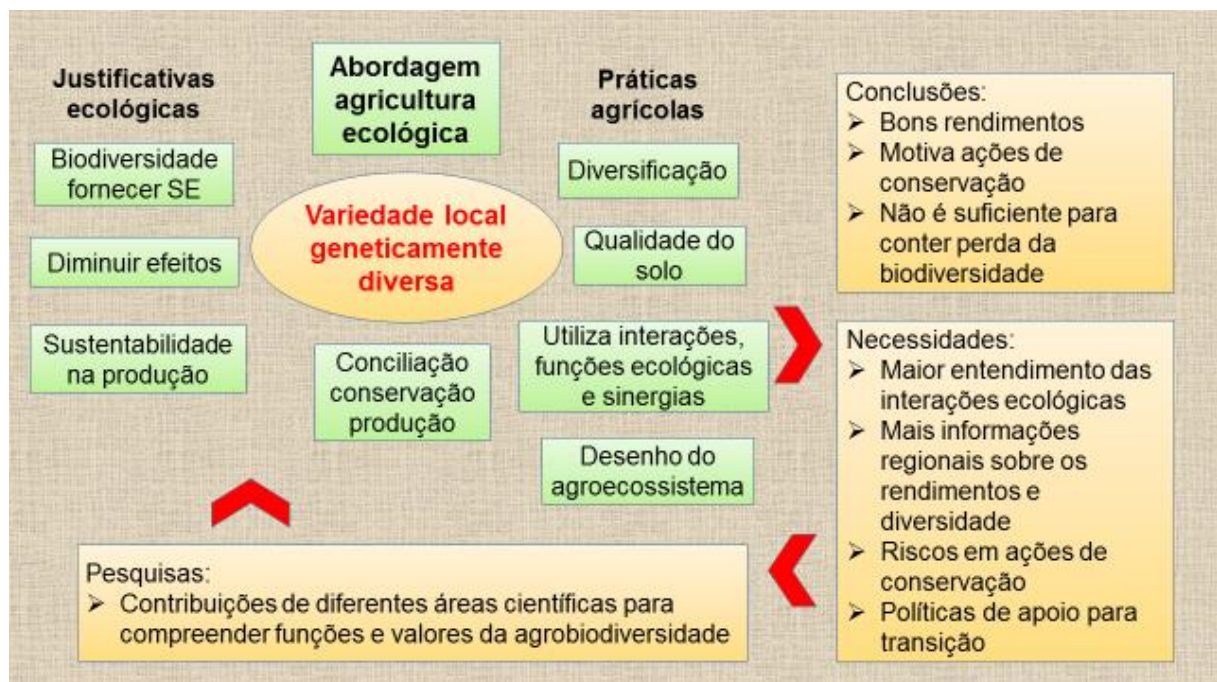 Justificativas
ecológicas
Biodiversidade
fornecer SE
Diminuir efeitos
Sustentabilidade
na produção
Abordagem
agricultura
ecológica
Variedade local
geneticamente
diversa
Conciliação
conservação
produção
Práticas
agrícolas
Diversificação
Qualidade do
solo
Utiliza interações,
funções ecológicas
e sinergias
Desenho do
agroecossistema
Conclusões:
➢ Bons rendimentos
➢ Motiva ações de
conservação
➢ Não é suficiente para
conter perda da
biodiversidade
Necessidades:
➢ Maior entendimento das
interações ecológicas
➢ Mais informações
regionais sobre os
rendimentos e
diversidade
➢ Riscos em ações de
conservação
➢ Políticas de apoio para
transição
Pesquisas:
➢ Contribuições de diferentes áreas científicas para
compreender funções e valores da agrobiodiversidade